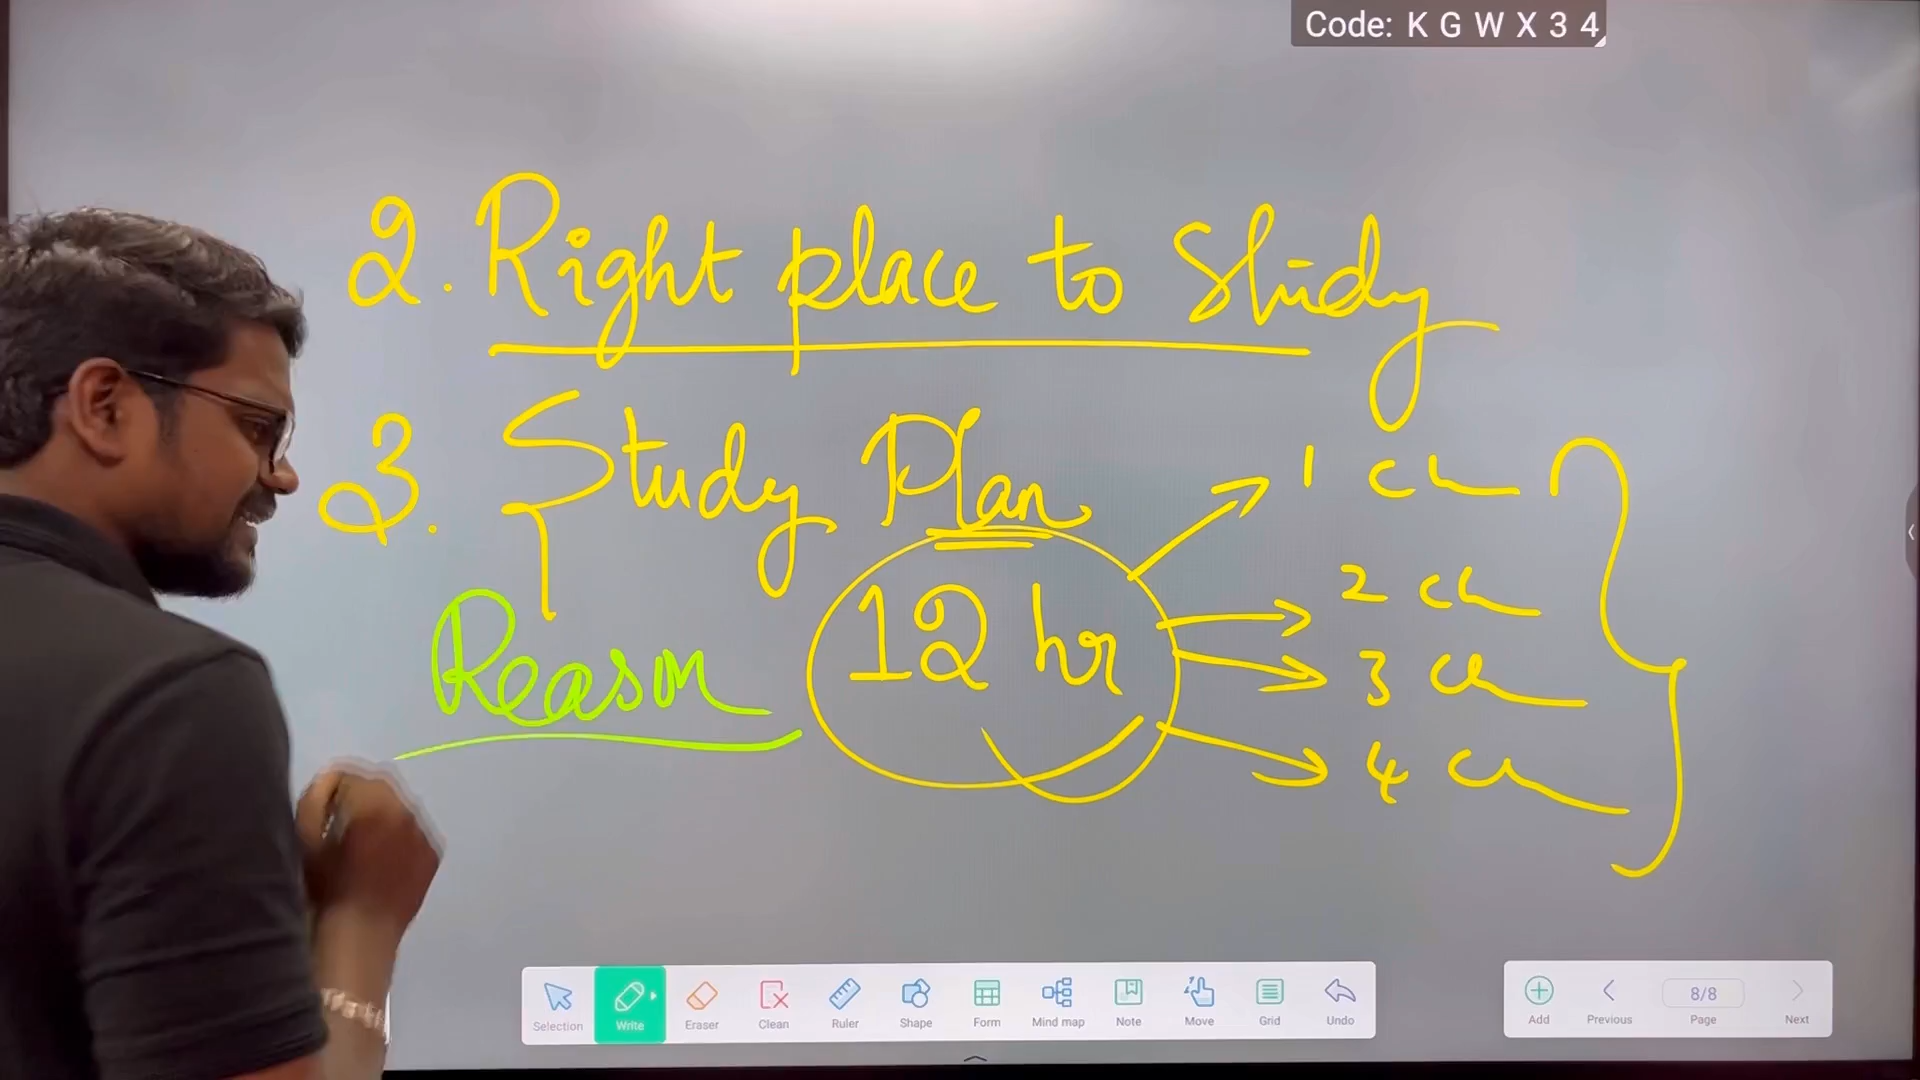 Code: K G W X 3 4
2. Right place to Study
3. Study Plan
Reason
12 hr
1 ch
2 ch
3 ch
4 ch
Selection Write Eraser Clean Ruler Shape Form Mind map Note Move Grid Undo
Add Previous 8/8 Page Next